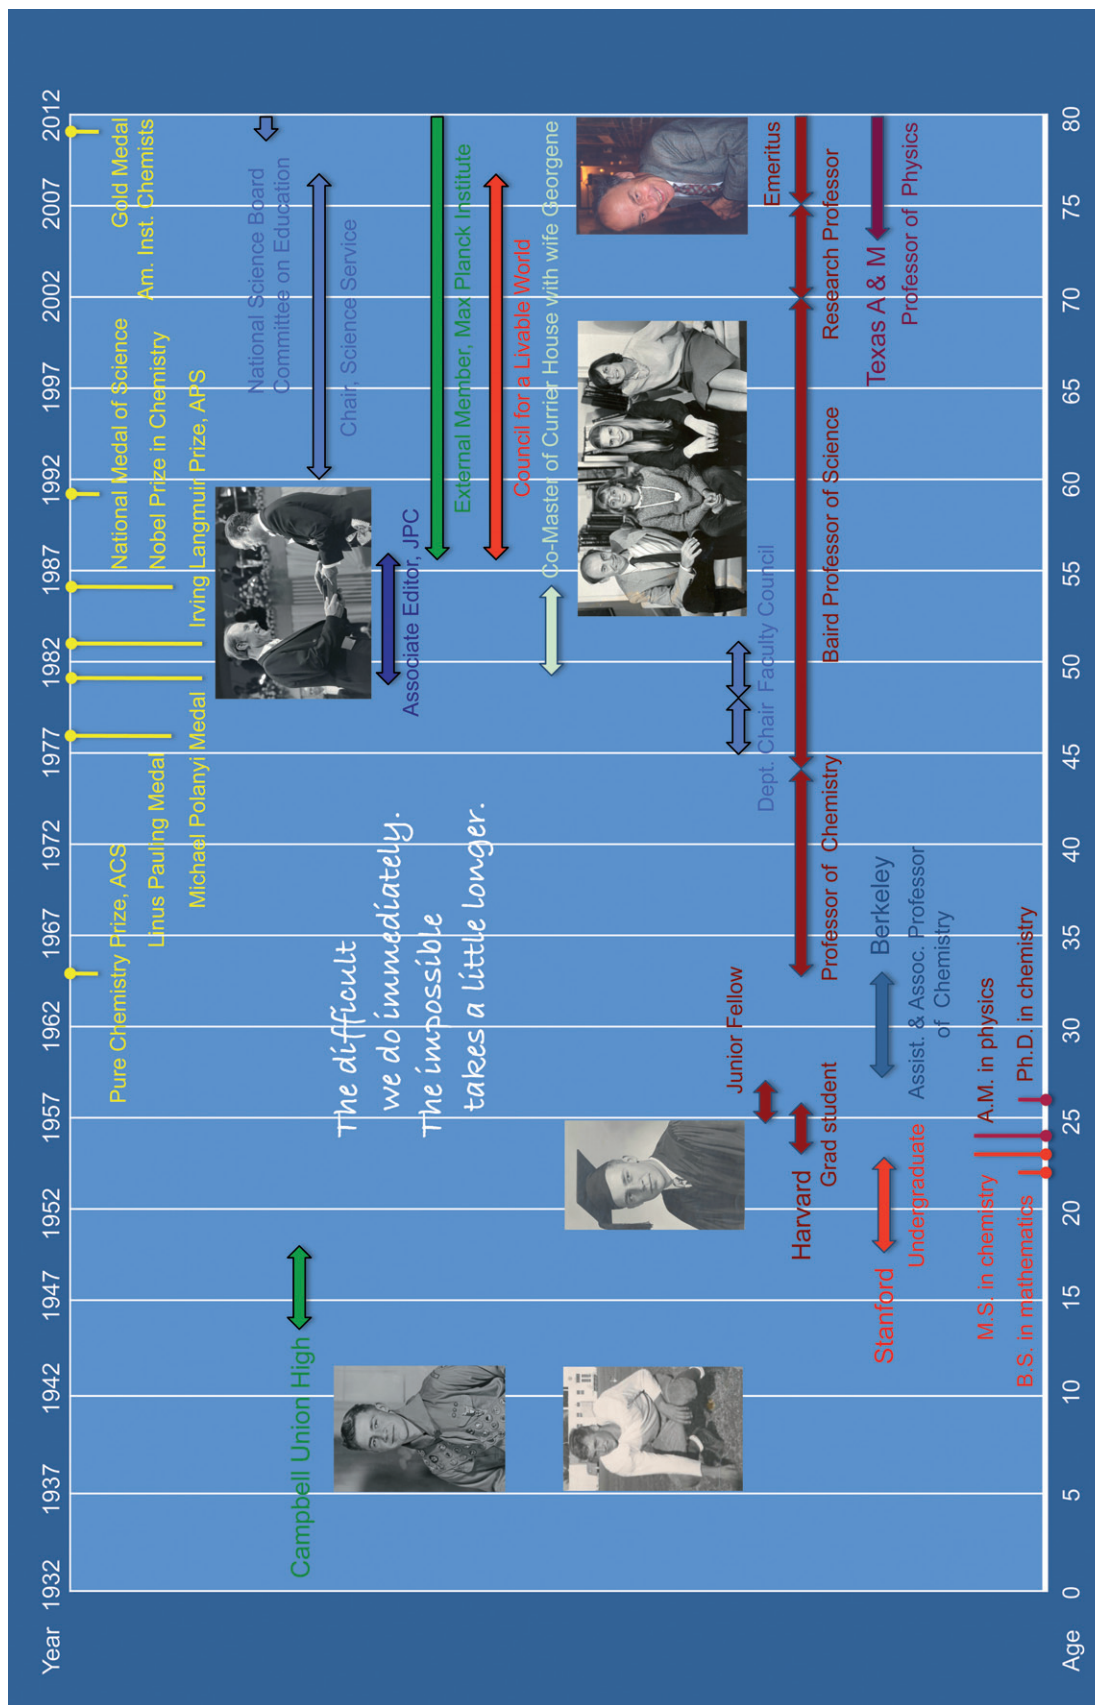 Year 1932 1937 1942 1947 1952 1957 1962 1967 1972 1977 1982 1987 1992 1997 2002 2007 2012
Pure Chemistry Prize, ACS
Linus Pauling Medal
Michael Polanyi Medal
Irving Langmuir Prize, APS
National Medal of Science
Nobel Prize in Chemistry
Gold Medal
Am. Inst. Chemists
National Science Board
Committee on Education
Campbell Union High
Chair, Science Service
The difficult
we do immediately.
The impossible
takes a little longer.
Associate Editor, JPC
External Member, Max Planck Institute
Council for a Livable World
Co-Master of Currier House with wife Georgene
Junior Fellow
Dept. Chair
Faculty Council
Emeritus
Harvard
Grad student
Professor of Chemistry
Baird Professor of Science
Research Professor
Stanford
Undergraduate
Berkeley
Assist. & Assoc. Professor
of Chemistry
Texas A & M
Professor of Physics
M.S. in chemistry
A.M. in physics
B.S. in mathematics
Ph.D. in chemistry
Age 0 5 10 15 20 25 30 35 40 45 50 55 60 65 70 75 80